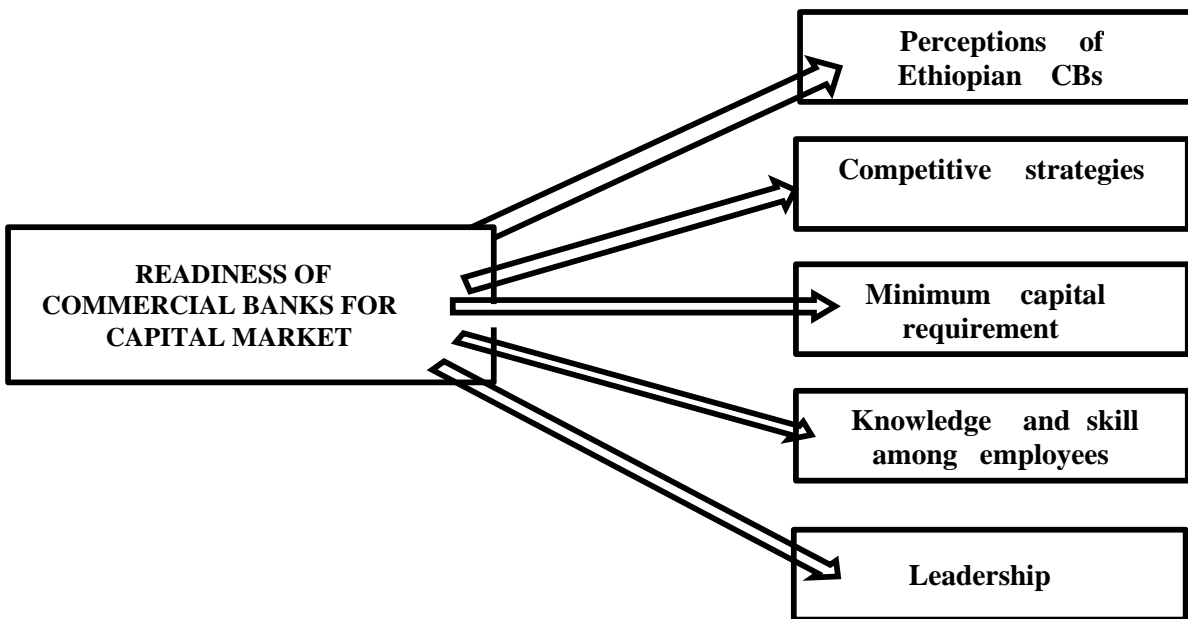 Perceptions of
Ethiopian CBs
Competitive strategies
READINESS OF
COMMERCIAL BANKS FOR
CAPITAL MARKET
Minimum capital
requirement
Knowledge and skill
among employees
Leadership